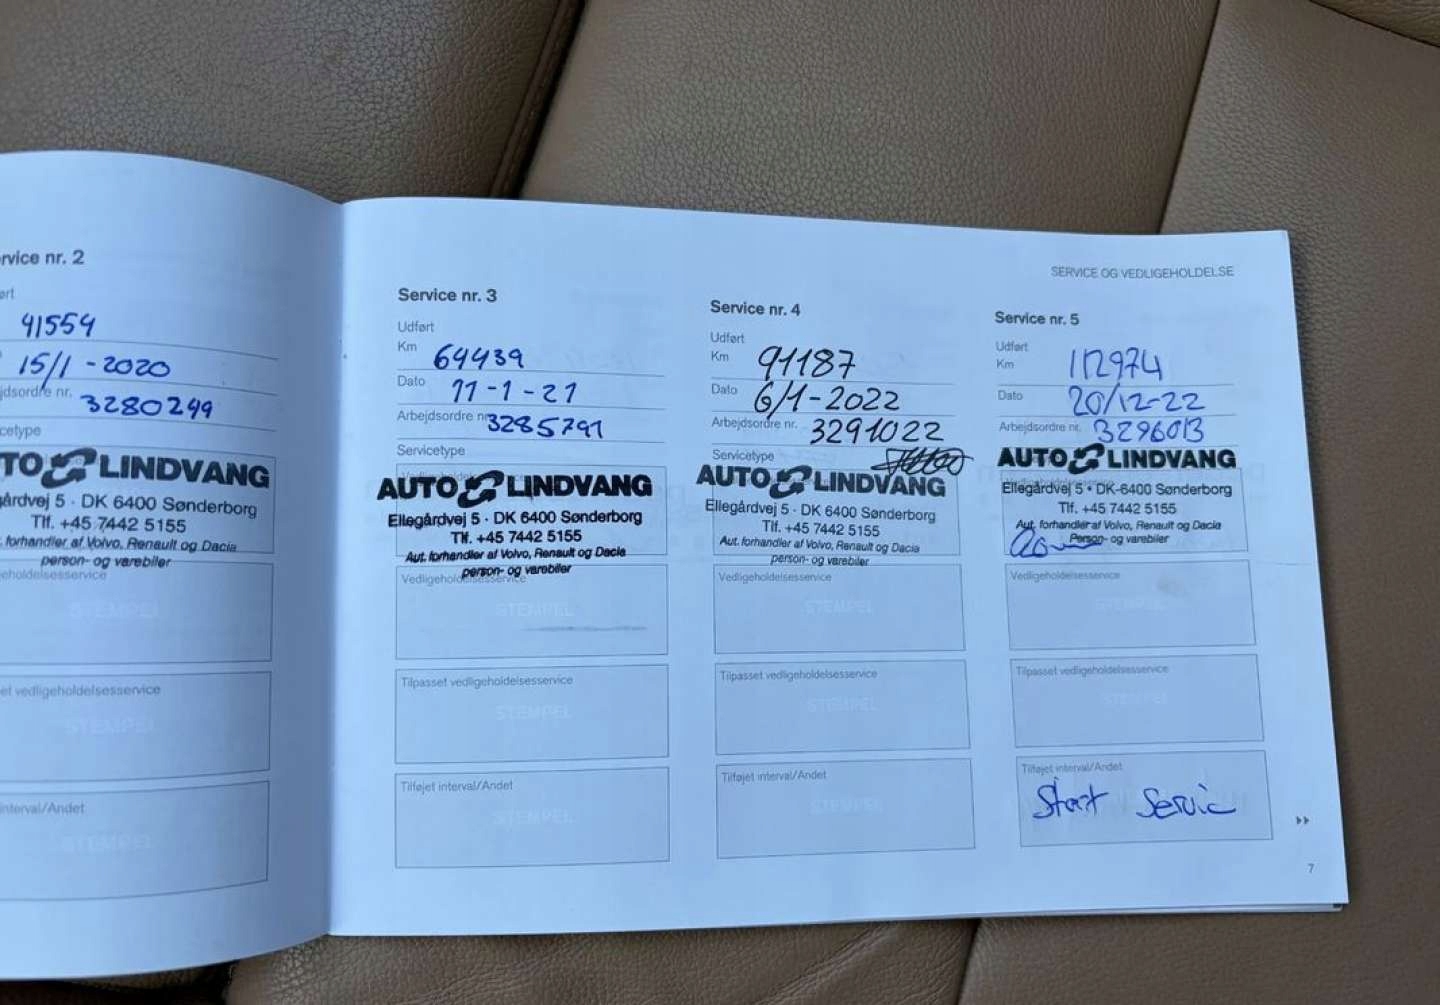 rvice nr. 2
ørt
41554
15/1-2020
jdsordre nr. 3280249
cetype
TO LINDVANG
gårdvej 5 · DK 6400 Sønderborg
Tlf. +45 7442 5155
. forhandler af Volvo, Renault og Dacia
person- og varebiler
eholdelsesservice
STEMPEL
et vedligeholdelsesservice
STEMPEL
interval/Andet
STEMPEL
Service nr. 3
Udført
Km 64439
Dato 11-1-21
Arbejdsordre nr. 3285791
Servicetype
AUTO LINDVANG
Ellegårdvej 5 · DK 6400 Sønderborg
Tlf. +45 7442 5155
Aut. forhandler af Volvo, Renault og Dacia
person- og varebiler
Vedligeholdelsesservice
STEMPEL
Tilpasset vedligeholdelsesservice
STEMPEL
Tilføjet interval/Andet
STEMPEL
Service nr. 4
Udført
Km 91187
Dato 6/1-2022
Arbejdsordre nr. 3291022
Servicetype
AUTO LINDVANG
Ellegårdvej 5 · DK 6400 Sønderborg
Tlf. +45 7442 5155
Aut. forhandler af Volvo, Renault og Dacia
person- og varebiler
Vedligeholdelsesservice
STEMPEL
Tilpasset vedligeholdelsesservice
STEMPEL
Tilføjet interval/Andet
STEMPEL
SERVICE OG VEDLIGEHOLDELSE
Service nr. 5
Udført
Km 112974
Dato 20/12-22
Arbejdsordre nr. 3296013
AUTO LINDVANG
Ellegårdvej 5 · DK-6400 Sønderborg
Tlf. +45 7442 5155
Aut. forhandler af Volvo, Renault og Dacia
Person- og varebiler
Vedligeholdelsesservice
STEMPEL
Tilpasset vedligeholdelsesservice
STEMPEL
Tilføjet interval/Andet
Start Servic
7